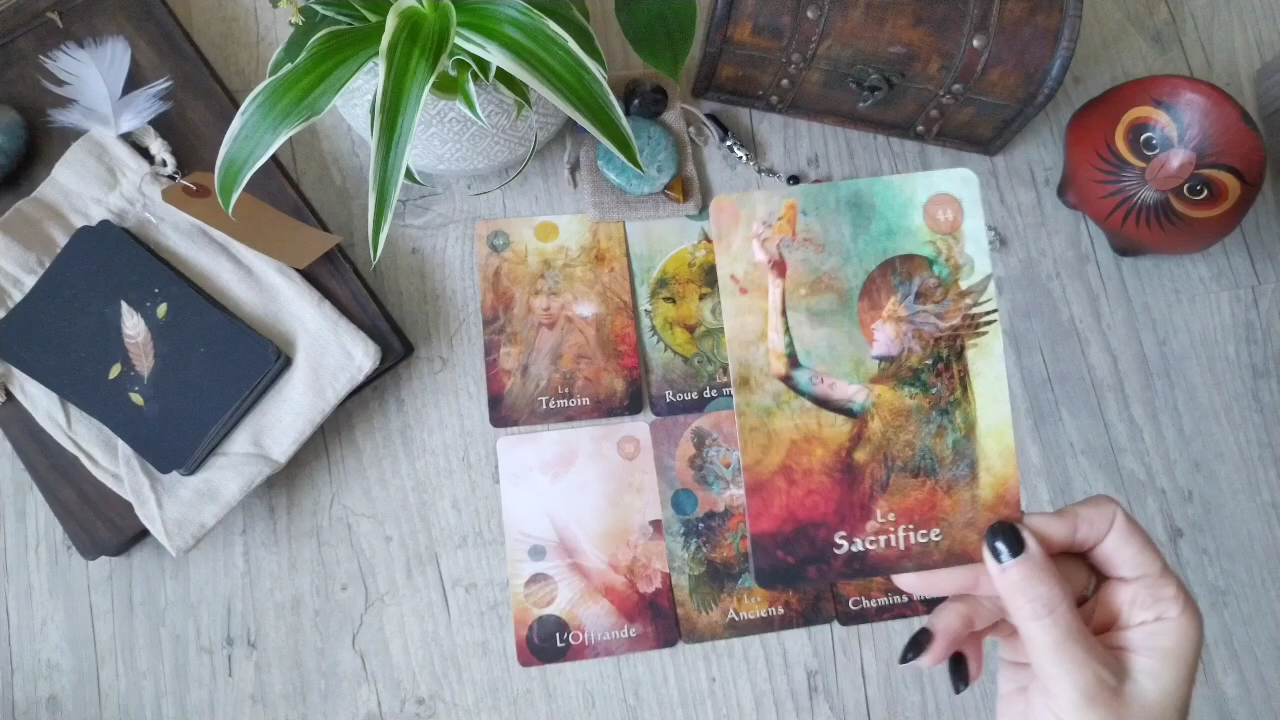 Le
Témoin
Roue de m
44
Le
Sacrifice
L'Offrande
Les
Anciens
Chemins